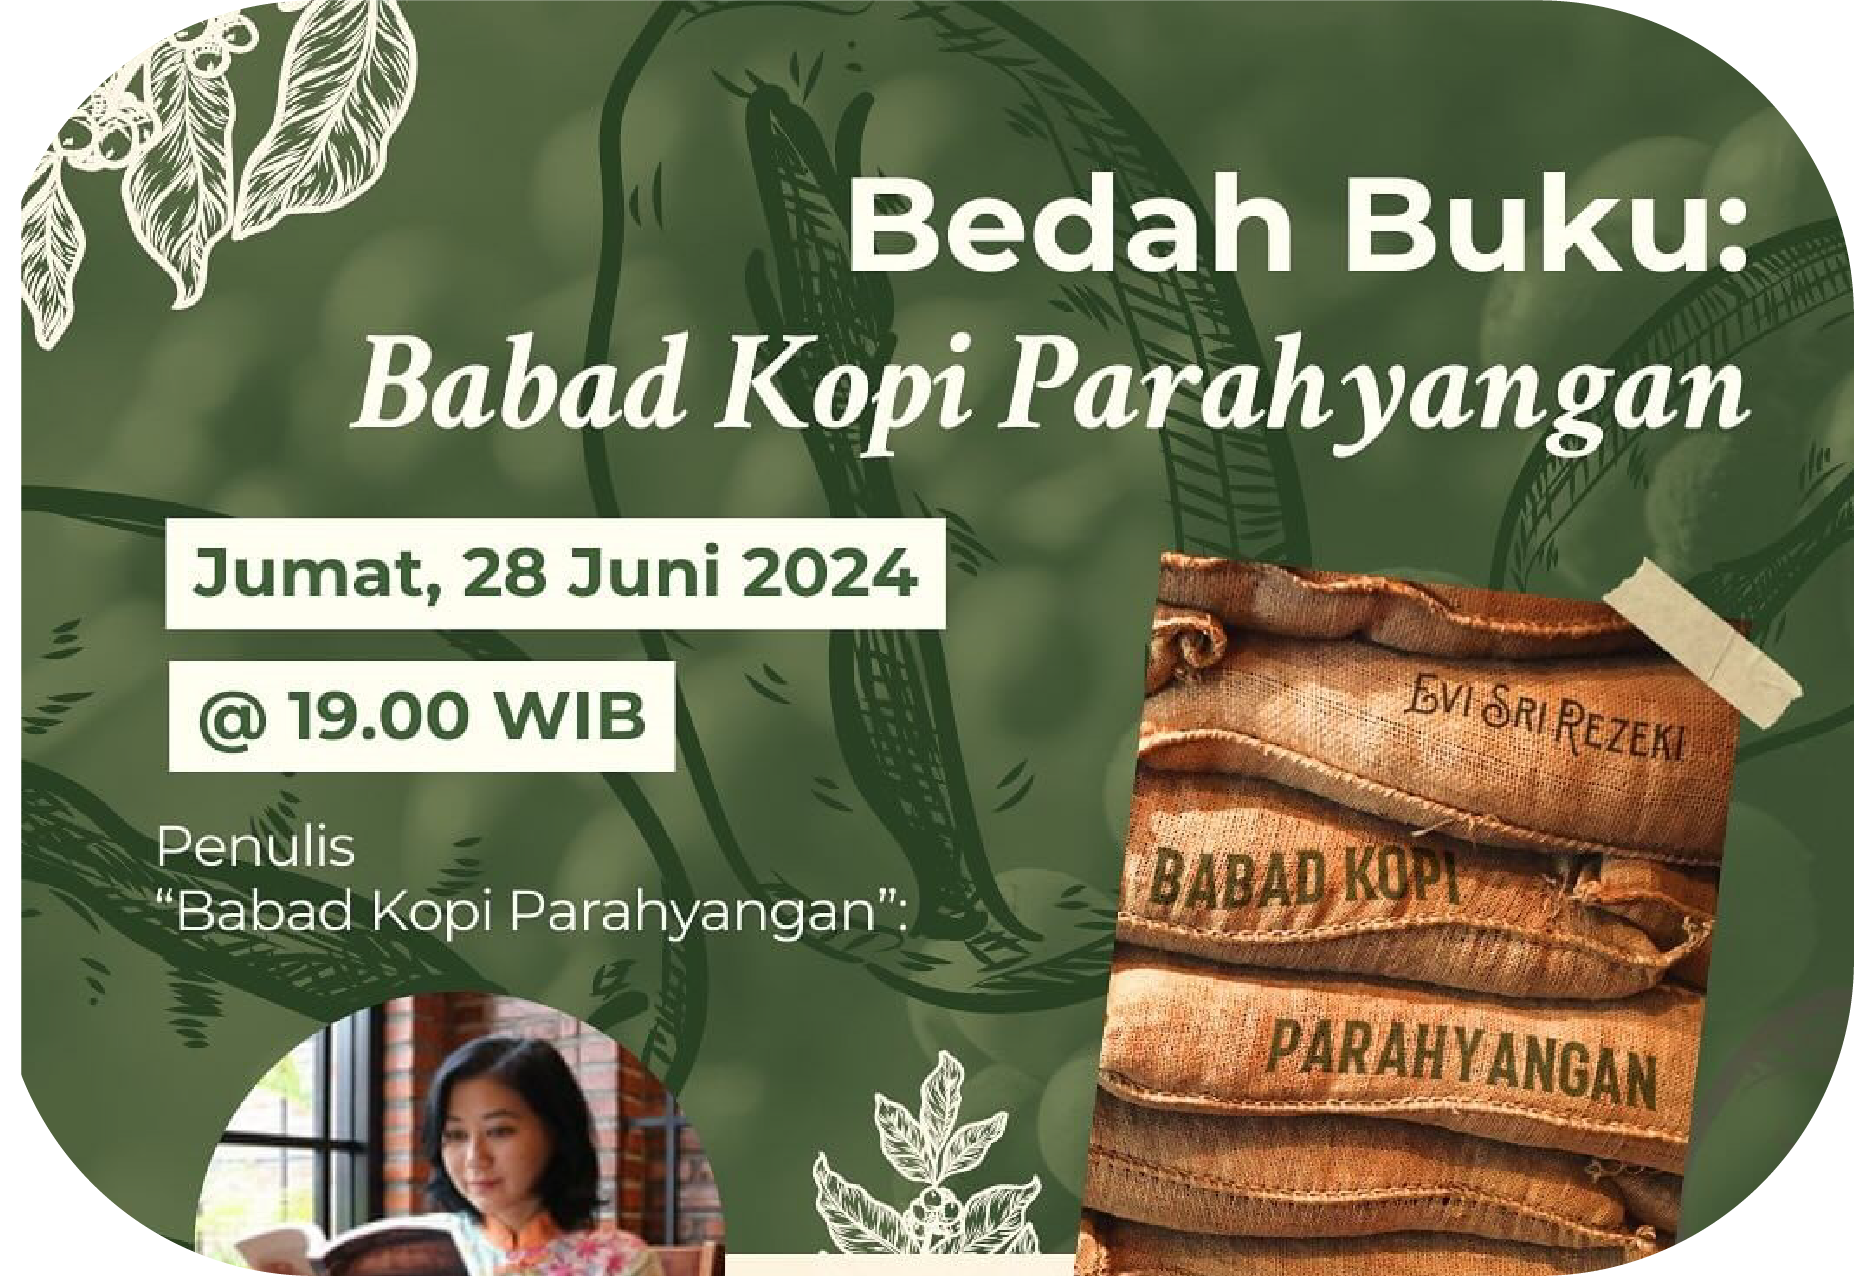 Bedah Buku:
Babad Kopi Parahyangan
Jumat, 28 Juni 2024
@ 19.00 WIB
Penulis
“Babad Kopi Parahyangan”:
EVI SRI REZEKI
BABAD KOPI
PARAHYANGAN